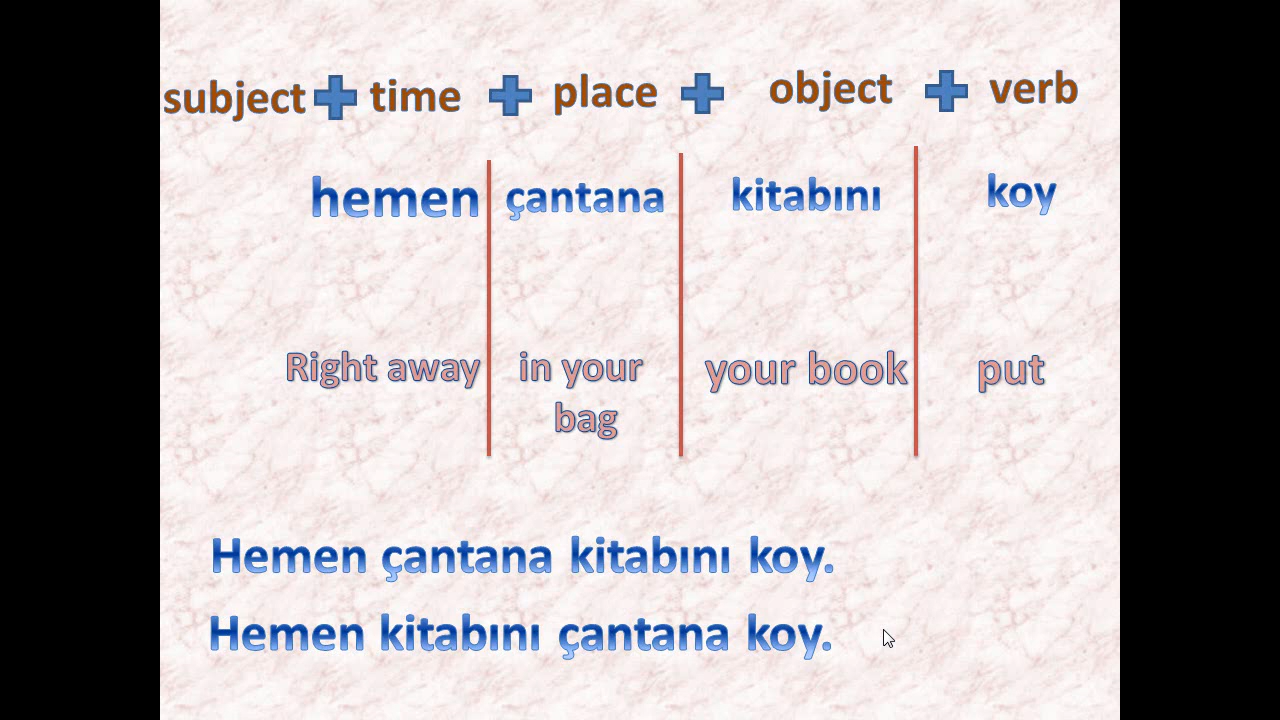 subject + time + place + object + verb
hemen çantana kitabını koy
Right away in your bag your book put
Hemen çantana kitabını koy.
Hemen kitabını çantana koy.